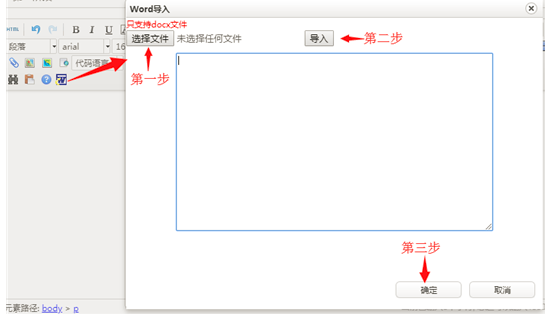 Word导入
只支持docx文件
HTML
B I U
选择文件 未选择任何文件 导入 第二步
段落 arial 16
代码语言
第一步
第三步
确定 取消
元素路径: body > p